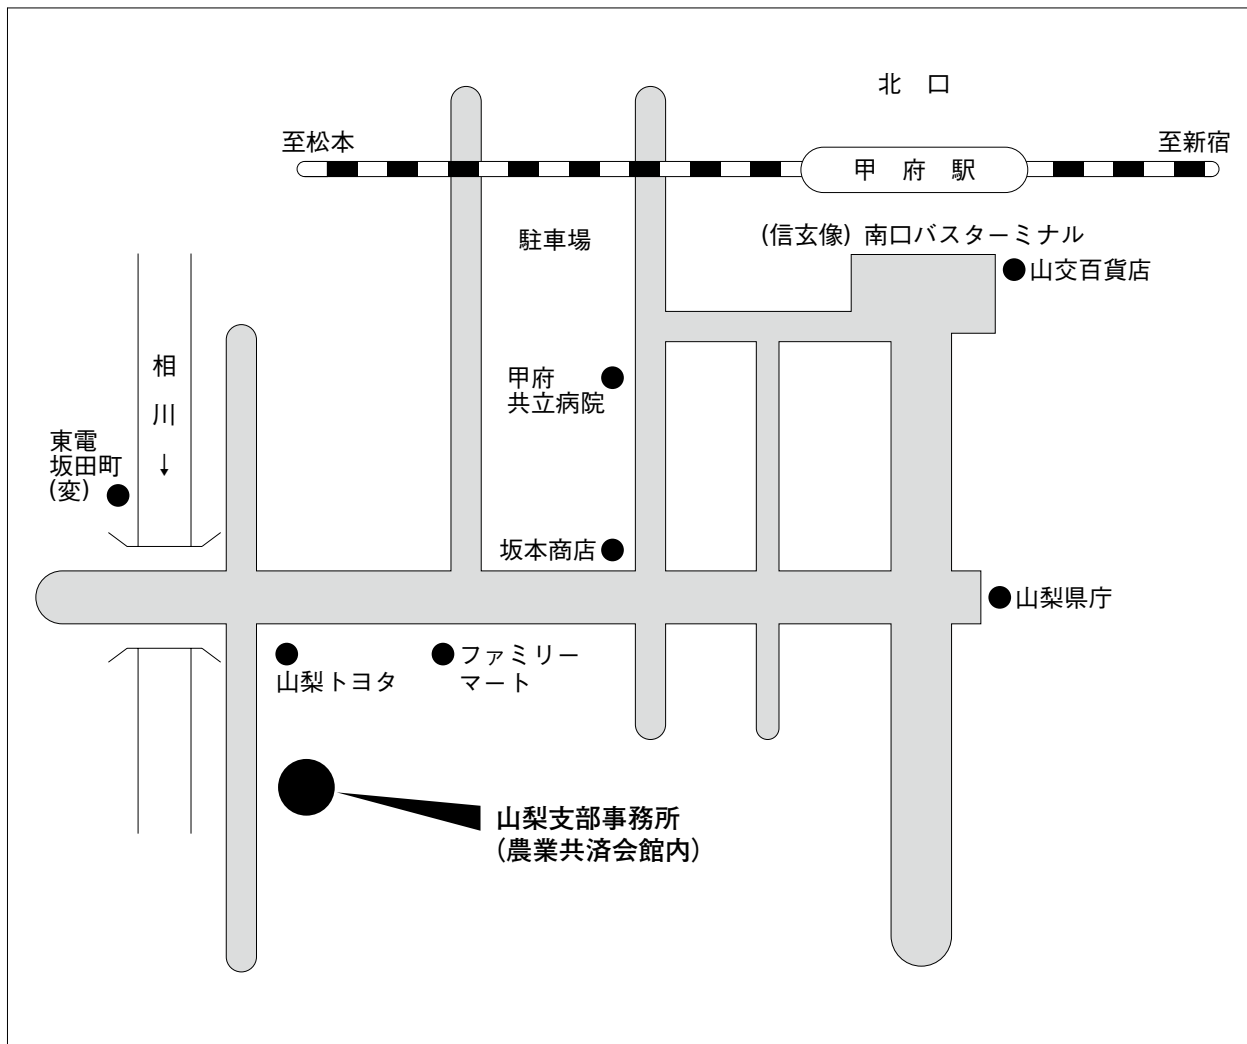 北 口
至松本
至新宿
甲 府 駅
駐車場
(信玄像) 南口バスターミナル
山交百貨店
相
川
↓
甲府
共立病院
東電
坂田町
(変)
坂本商店
山梨県庁
山梨トヨタ
ファミリー
マート
山梨支部事務所
(農業共済会館内)